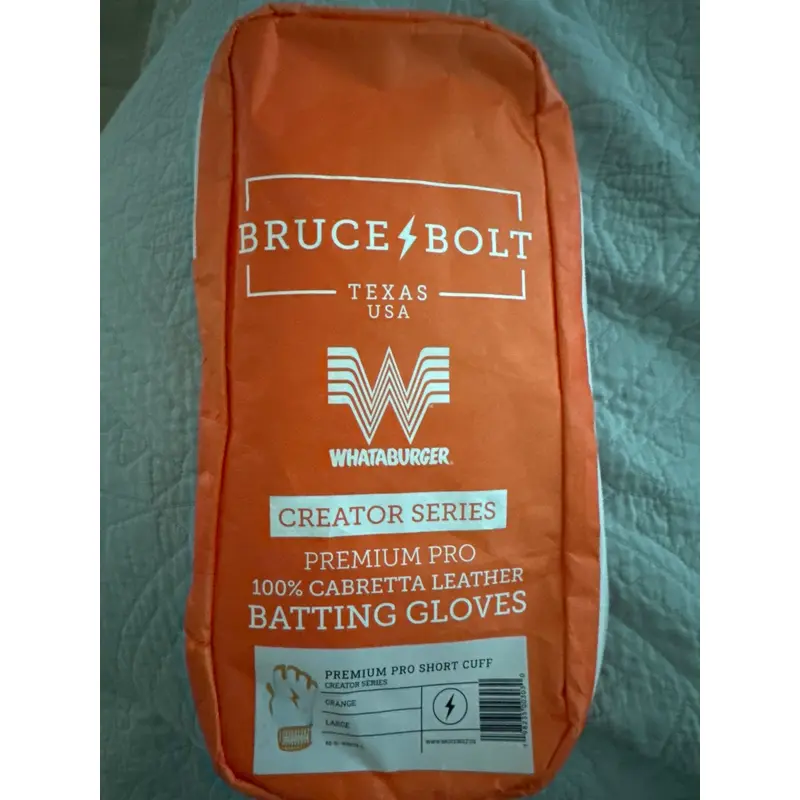 BRUCE BOLT
TEXAS
USA
WHATABURGER
CREATOR SERIES
PREMIUM PRO
100% CABRETTA LEATHER
BATTING GLOVES
PREMIUM PRO SHORT CUFF
CREATOR SERIES
ORANGE
LARGE